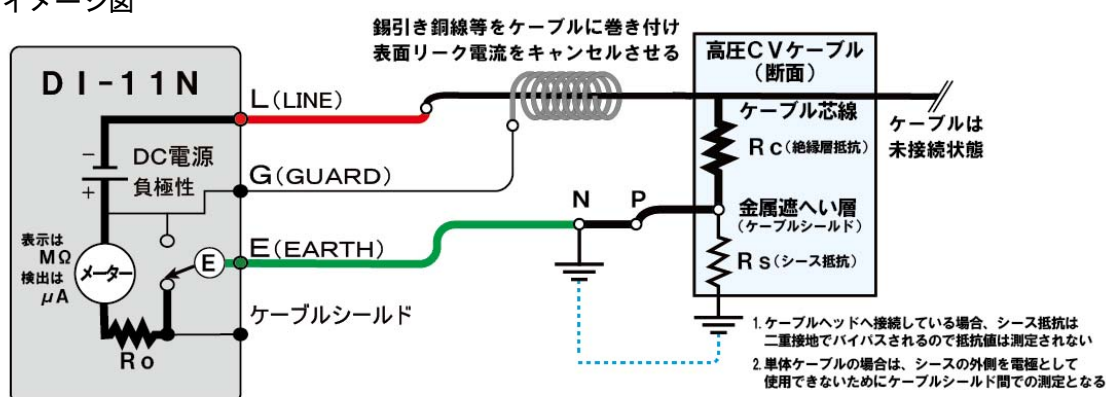 イメージ図
錫引き銅線等をケーブルに巻き付け
表面リーク電流をキャンセルさせる
高圧CVケーブル
(断面)
DI-11N
L(LINE)
ケーブル芯線
ケーブルは
未接続状態
Rc(絶縁層抵抗)
−
+
DC電源
負極性
G(GUARD)
N
P
金属遮へい層
(ケーブルシールド)
表示は
MΩ
検出は
μA
メーター
E
E(EARTH)
Rs(シース抵抗)
ケーブルシールド
Ro
1.ケーブルヘッドへ接続している場合、シース抵抗は
二重接地でバイパスされるので抵抗値は測定されない
2.単体ケーブルの場合は、シースの外側を電極として
使用できないためにケーブルシールド間での測定となる